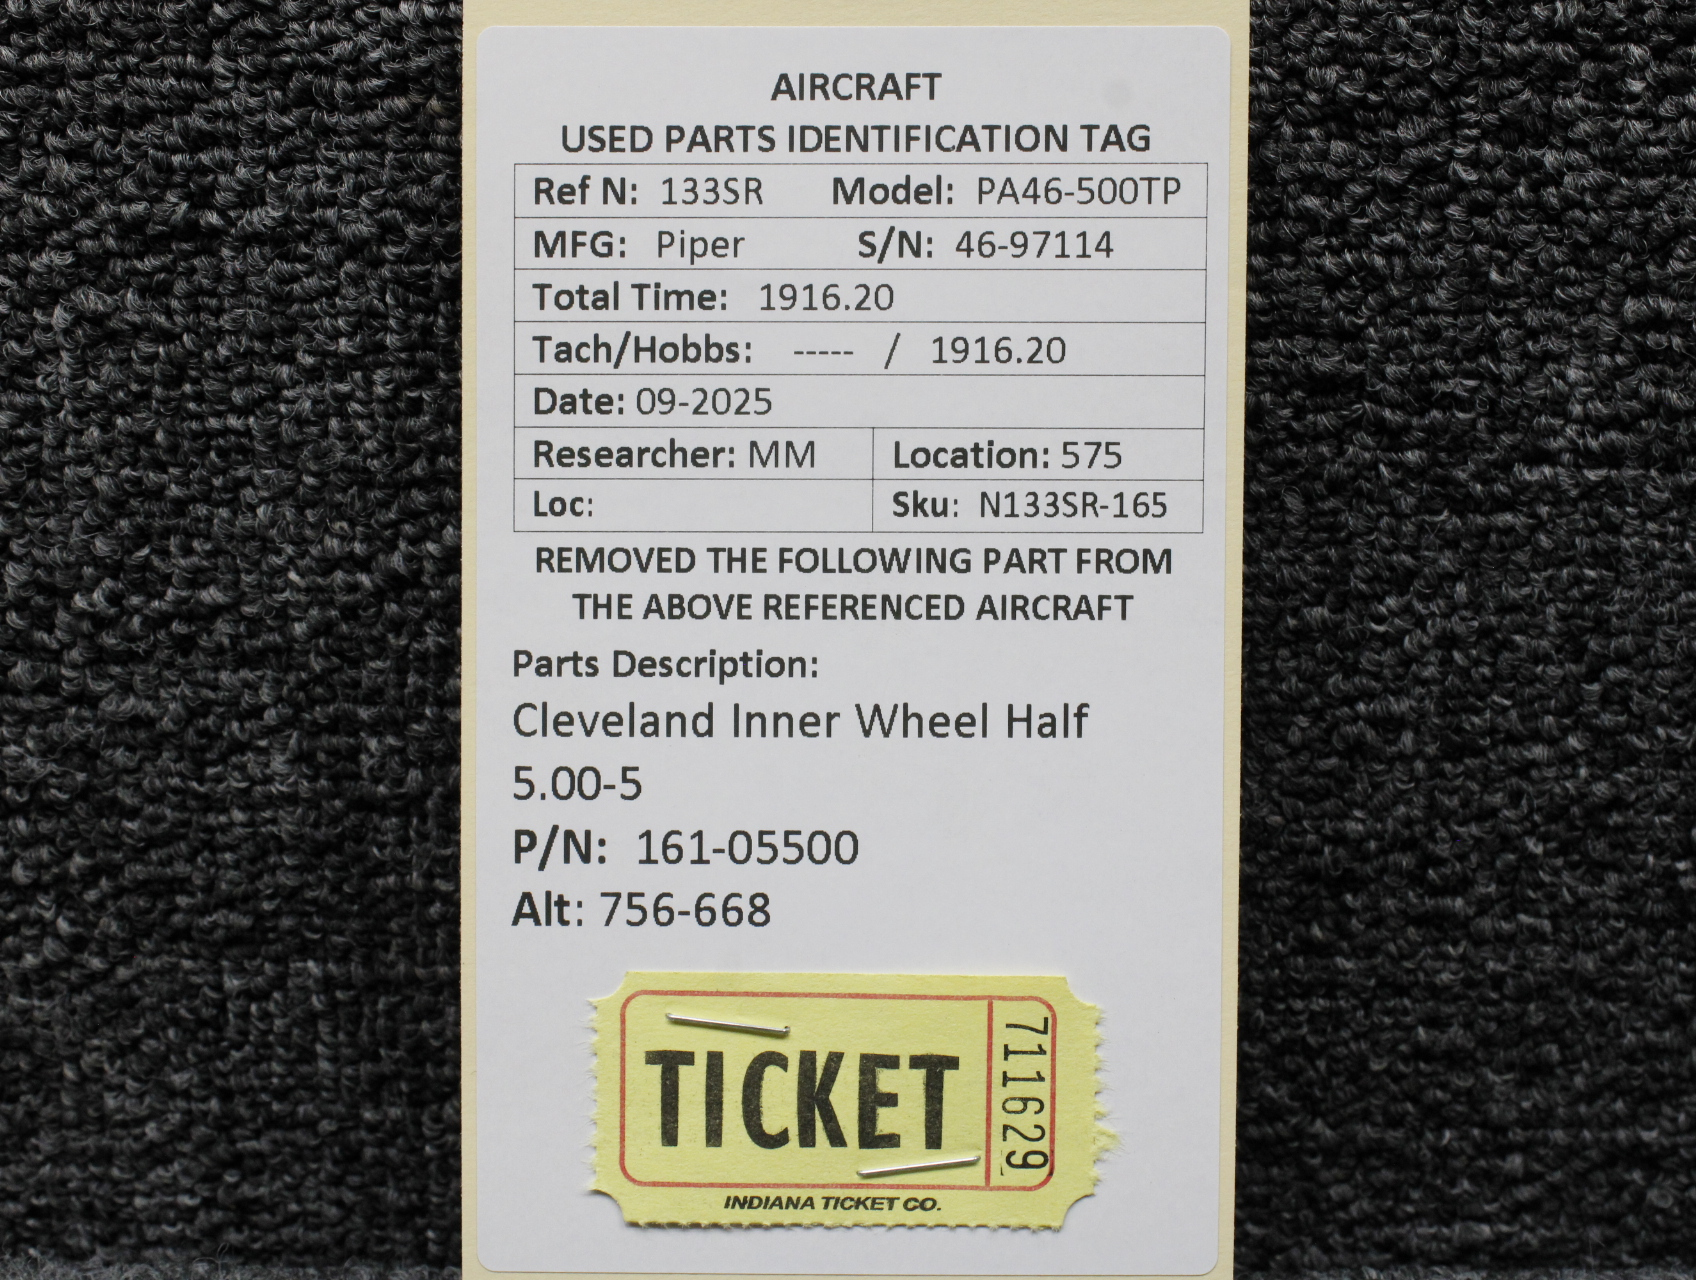 AIRCRAFT
USED PARTS IDENTIFICATION TAG
Ref N: 133SR Model: PA46-500TP
MFG: Piper S/N: 46-97114
Total Time: 1916.20
Tach/Hobbs: ----- / 1916.20
Date: 09-2025
Researcher: MM Location: 575
Loc: Sku: N133SR-165
REMOVED THE FOLLOWING PART FROM
THE ABOVE REFERENCED AIRCRAFT
Parts Description:
Cleveland Inner Wheel Half
5.00-5
P/N: 161-05500
Alt: 756-668
TICKET
711629
INDIANA TICKET CO.